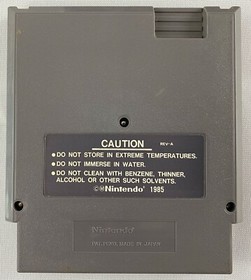 CAUTION REV-A
●DO NOT STORE IN EXTREME TEMPERATURES.
●DO NOT IMMERSE IN WATER.
●DO NOT CLEAN WITH BENZENE, THINNER,
ALCOHOL OR OTHER SUCH SOLVENTS.
©®Nintendo 1985
Nintendo
MADE IN JAPAN